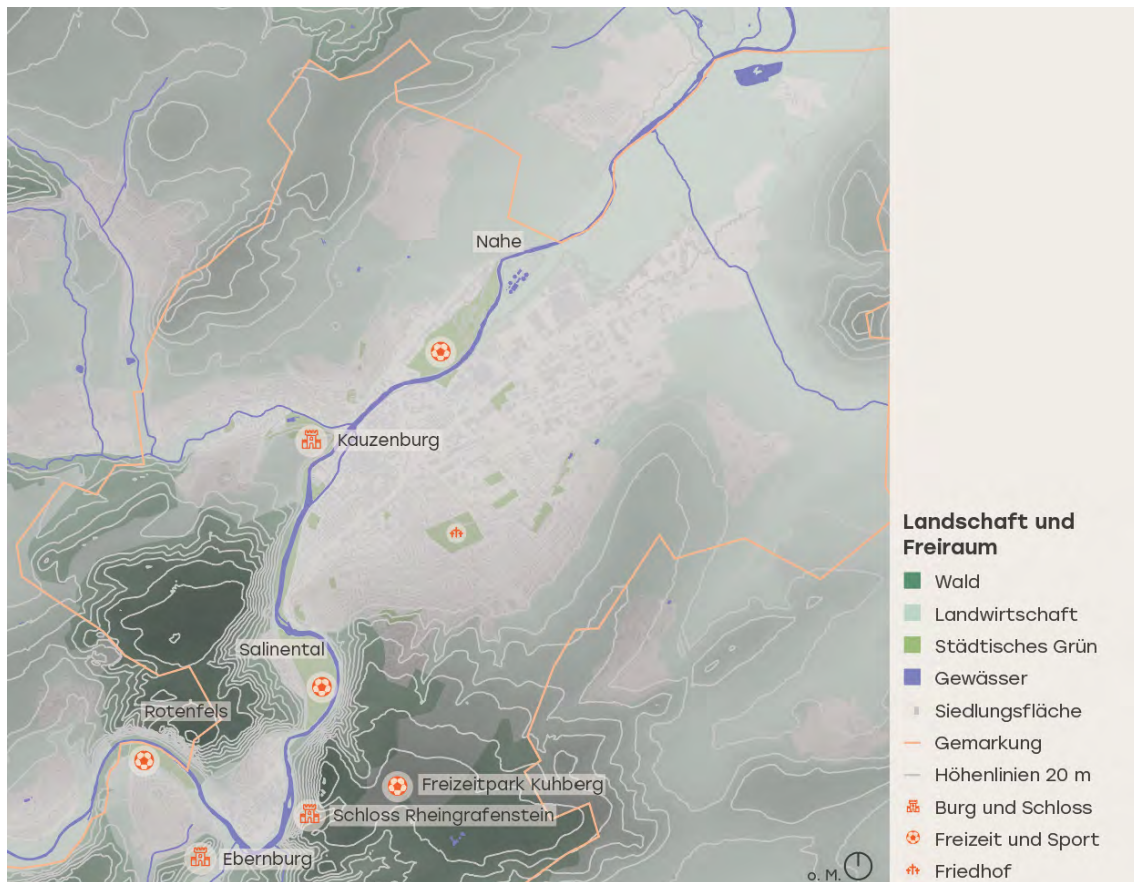 Nahe
Kauzenburg
Salinental
Rotenfels
Freizeitpark Kuhberg
Schloss Rheingrafenstein
Ebernburg
o. M.
Landschaft und
Freiraum
Wald
Landwirtschaft
Städtisches Grün
Gewässer
Siedlungsfläche
Gemarkung
Höhenlinien 20 m
Burg und Schloss
Freizeit und Sport
Friedhof